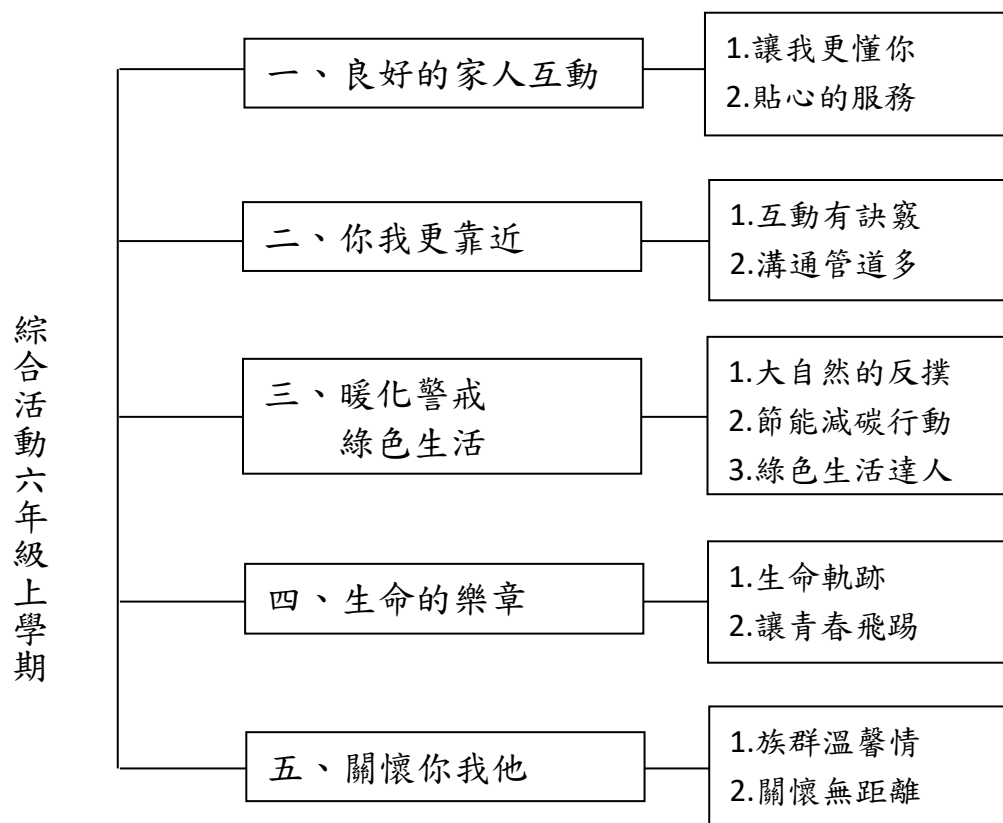 綜合活動六年級上學期
一、良好的家人互動
1.讓我更懂你
2.貼心的服務
二、你我更靠近
1.互動有訣竅
2.溝通管道多
三、暖化警戒
綠色生活
1.大自然的反撲
2.節能減碳行動
3.綠色生活達人
四、生命的樂章
1.生命軌跡
2.讓青春飛踢
五、關懷你我他
1.族群溫馨情
2.關懷無距離